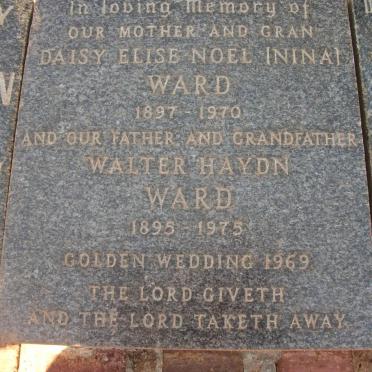 In loving Memory of
OUR MOTHER AND GRAN
DAISY ELISE NOEL [NINA]
WARD
1897 - 1970
AND OUR FATHER AND GRANDFATHER
WALTER HAYDN
WARD
1895 - 1975
GOLDEN WEDDING 1969
THE LORD GIVETH
AND THE LORD TAKETH AWAY.